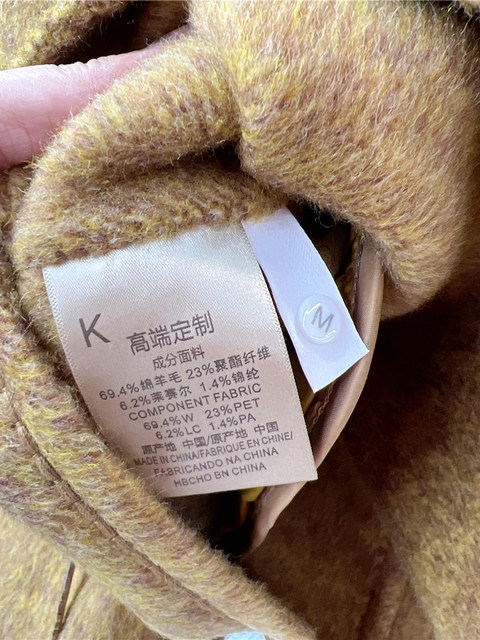 K
高端定制
成分面料
69.4%绵羊毛 23%聚酯纤维
6.2%莱赛尔 1.4%锦纶
COMPONENT FABRIC
69.4%W 23%PET
6.2%LC 1.4%PA
原产地 中国/原产地 中国/
MADE IN CHINA/FABRIQUE EN CHINE/
FABRICANDO NA CHINA
HBCHO BN CHINA
M